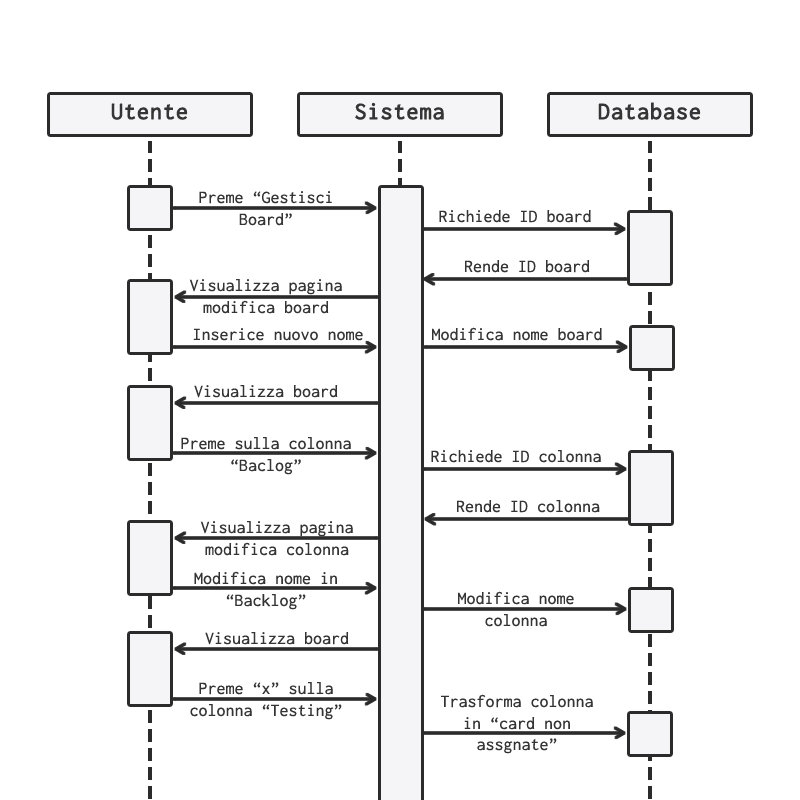 Utente
Sistema
Database
Preme “Gestisci
Board”
Richiede ID board
Rende ID board
Visualizza pagina
modifica board
Inserice nuovo nome
Modifica nome board
Visualizza board
Preme sulla colonna
“Baclog”
Richiede ID colonna
Rende ID colonna
Visualizza pagina
modifica colonna
Modifica nome in
“Backlog”
Modifica nome
colonna
Visualizza board
Preme “x” sulla
colonna “Testing”
Trasforma colonna
in “card non
assgnate”